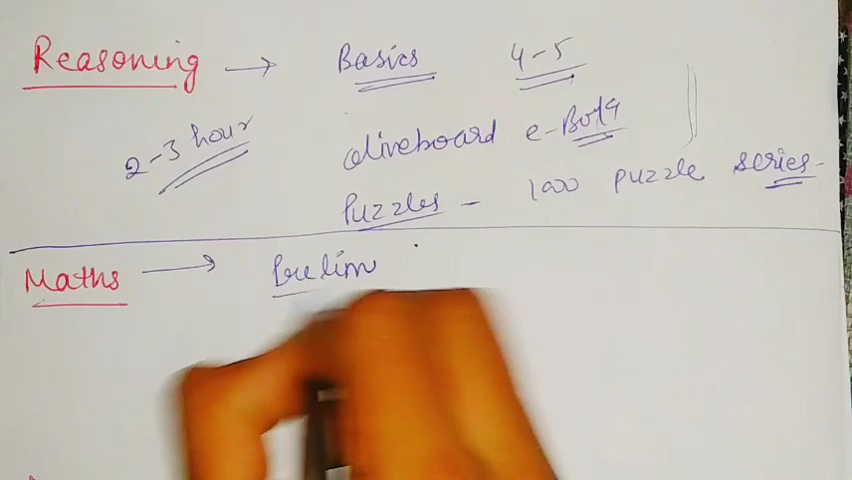 Reasoning → Basics 4-5
2-3 hour
oliveboard e-Book
Puzzles - 1000 puzzle series-
Maths → Prelim